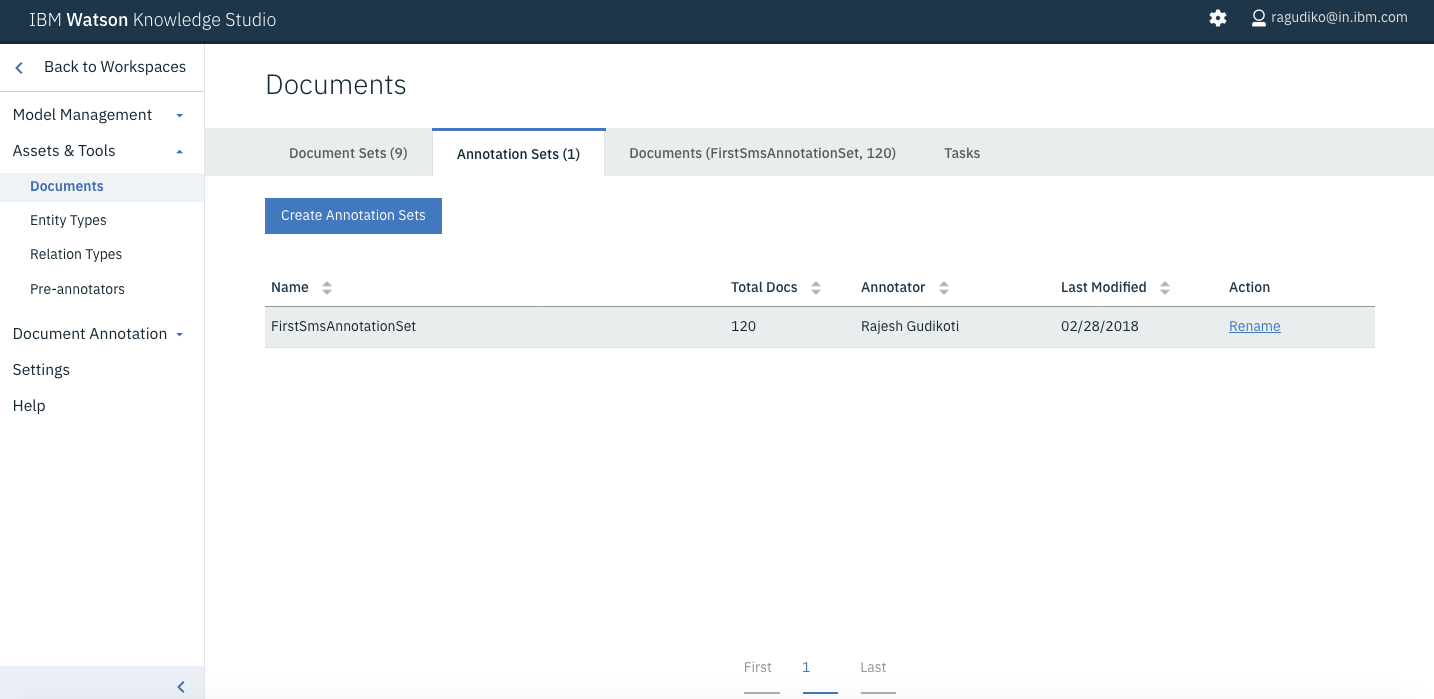 IBM Watson Knowledge Studio
ragudiko@in.ibm.com
Back to Workspaces
Model Management
Assets & Tools
Documents
Entity Types
Relation Types
Pre-annotators
Document Annotation
Settings
Help
Documents
Document Sets (9) Annotation Sets (1) Documents (FirstSmsAnnotationSet, 120) Tasks
Create Annotation Sets
Name Total Docs Annotator Last Modified Action
FirstSmsAnnotationSet 120 Rajesh Gudikoti 02/28/2018 Rename
First 1 Last